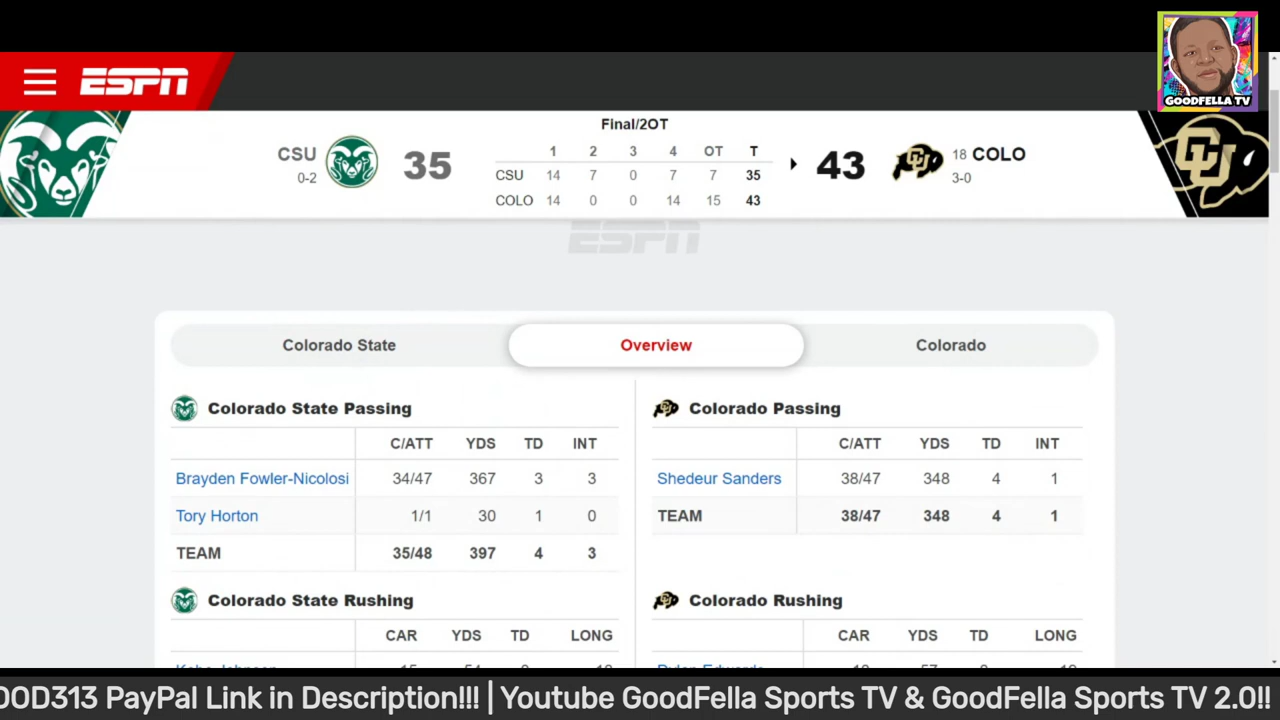 GOODFELLA TV
ESPN
Final/2OT
CSU
0-2
35
1 2 3 4 OT T
CSU 14 7 0 7 7 35
COLO 14 0 0 14 15 43
43
18 COLO
3-0
CU
ESPN
Colorado State
Overview
Colorado
Colorado State Passing
C/ATT YDS TD INT
Brayden Fowler-Nicolosi 34/47 367 3 3
Tory Horton 1/1 30 1 0
TEAM 35/48 397 4 3
Colorado Passing
C/ATT YDS TD INT
Shedeur Sanders 38/47 348 4 1
TEAM 38/47 348 4 1
Colorado State Rushing
CAR YDS TD LONG
Colorado Rushing
CAR YDS TD LONG
OOD313 PayPal Link in Description!!! | Youtube GoodFella Sports TV & GoodFella Sports TV 2.0!!